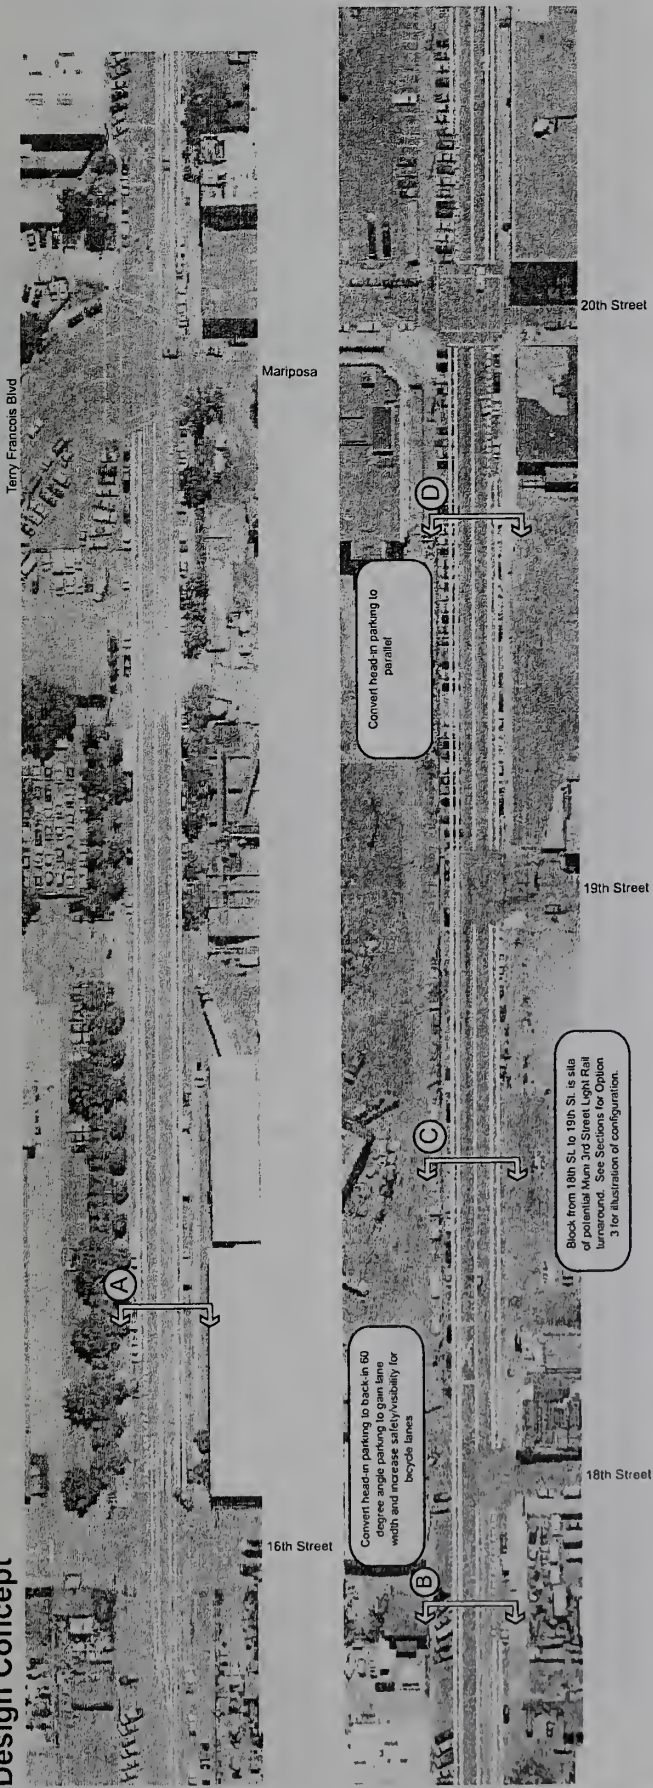 Design Concept
Terry Francois Blvd
Mariposa
16th Street
A
Convert head-in parking to back-in 60
degree angle parking to gain lane
width and increase safety/visibility for
bicycle lanes
Convert head-in parking to
parallel
B
C
D
18th Street
19th Street
20th Street
Block from 18th St. to 19th St. is site
of potential Muni 3rd Street Light Rail
turnaround. See Sections for Option
3 for illustration of configuration.